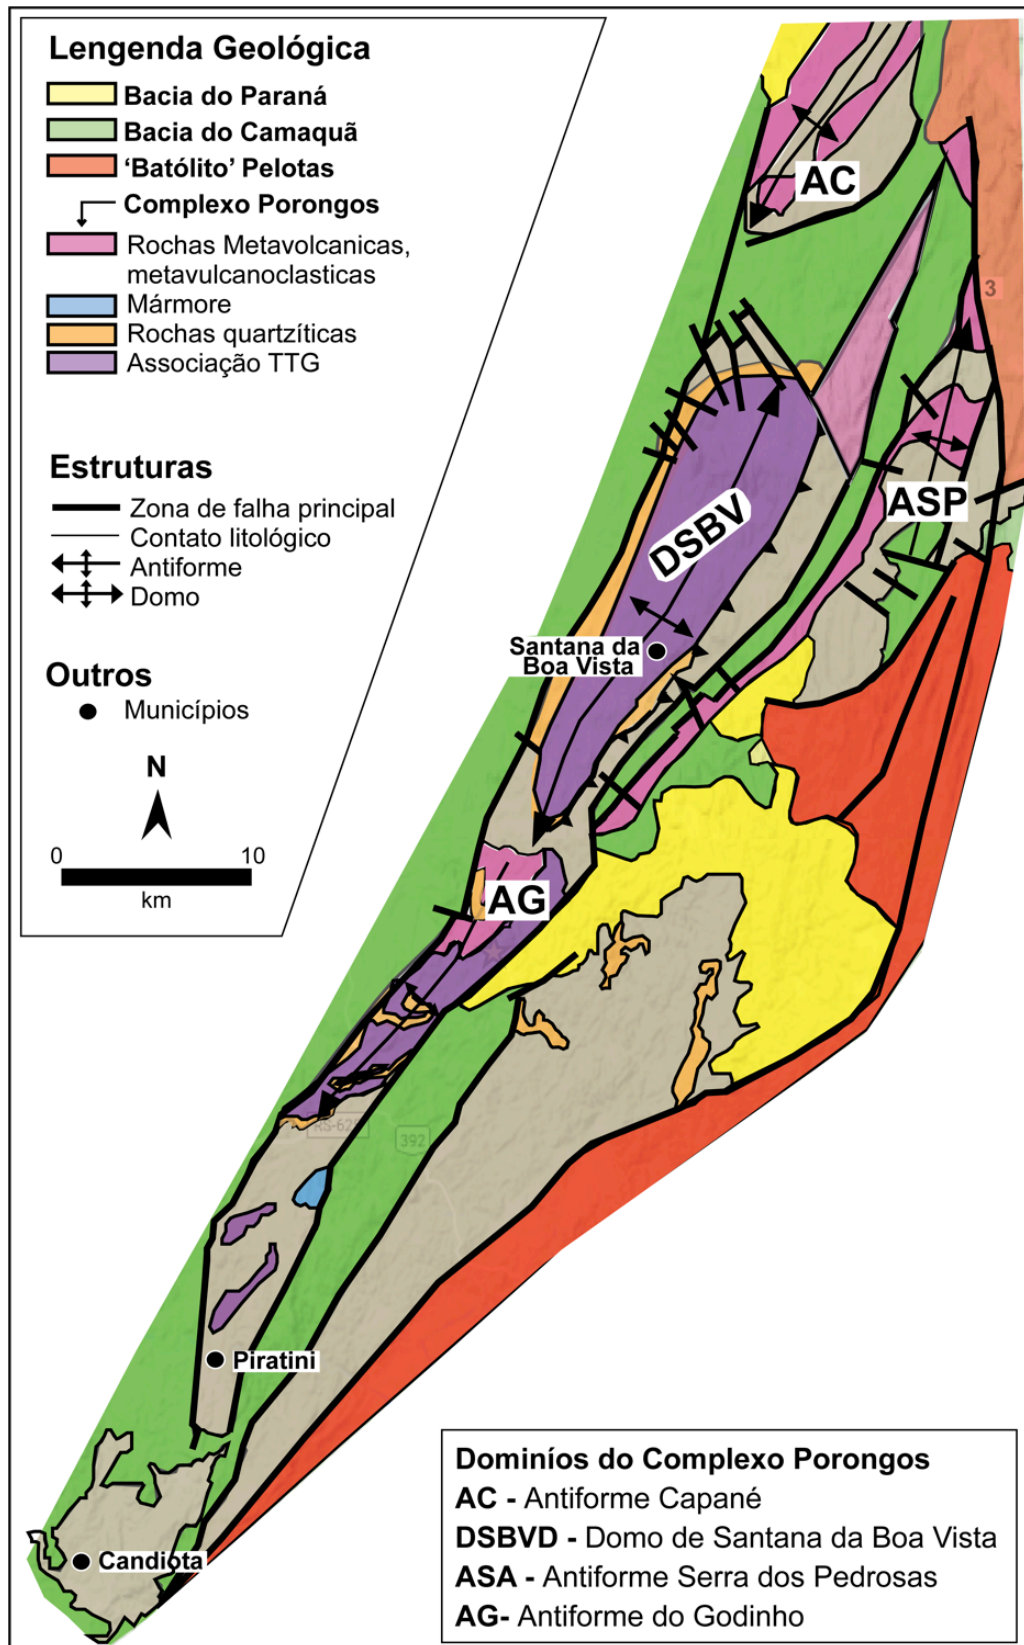 Lengenda Geológica
Bacia do Paraná
Bacia do Camaquã
‘Batólito’ Pelotas
Complexo Porongos
Rochas Metavolcanicas,
metavulcanoclasticas
Mármore
Rochas quartzíticas
Associação TTG
Estruturas
Zona de falha principal
Contato litológico
Antiforme
Domo
Outros
Municípios
N
0 10
km
AC
3
ASP
DSBV
Santana da
Boa Vista
AG
392
Piratini
Candiota
Dominíos do Complexo Porongos
AC - Antiforme Capané
DSBVD - Domo de Santana da Boa Vista
ASA - Antiforme Serra dos Pedrosas
AG- Antiforme do Godinho